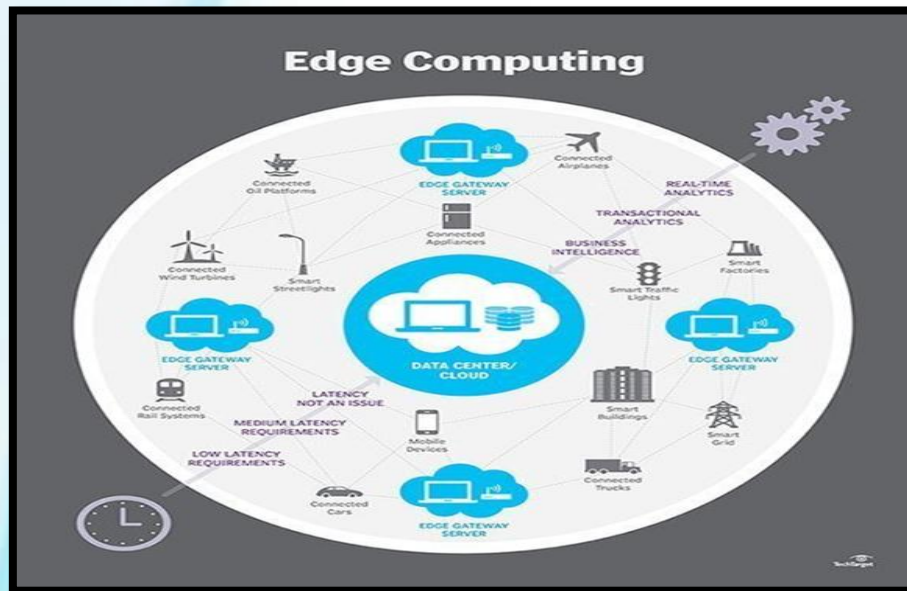 Edge Computing
Connected
Oil Platforms
EDGE GATEWAY
SERVER
Connected
Airplanes
REAL-TIME
ANALYTICS
TRANSACTIONAL
ANALYTICS
BUSINESS
INTELLIGENCE
Connected
Appliances
Connected
Wind Turbines
Smart
Streetlights
Smart Traffic
Lights
Smart
Factories
EDGE GATEWAY
SERVER
DATA CENTER/
CLOUD
EDGE GATEWAY
SERVER
Connected
Rail Systems
LATENCY
NOT AN ISSUE
MEDIUM LATENCY
REQUIREMENTS
LOW LATENCY
REQUIREMENTS
Mobile
Devices
Smart
Buildings
Smart
Grid
Connected
Cars
EDGE GATEWAY
SERVER
Connected
Trucks
TechTarget